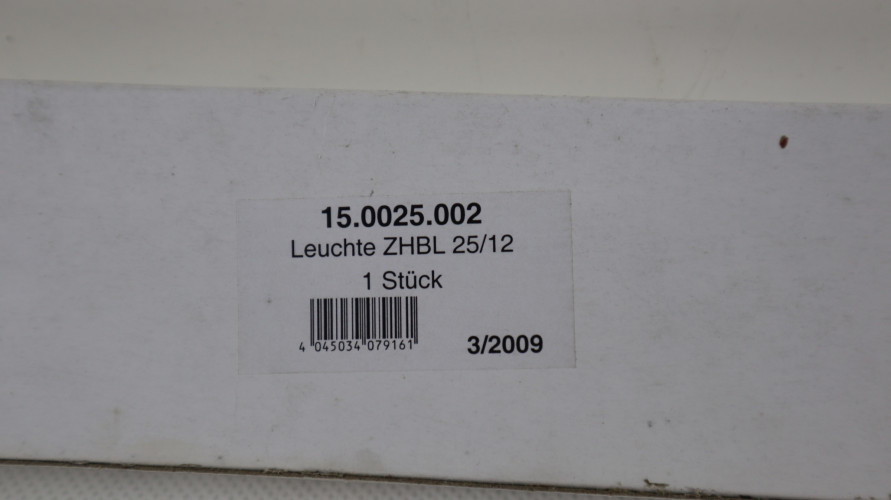 15.0025.002
Leuchte ZHBL 25/12
1 Stück
4 045034 079161
3/2009